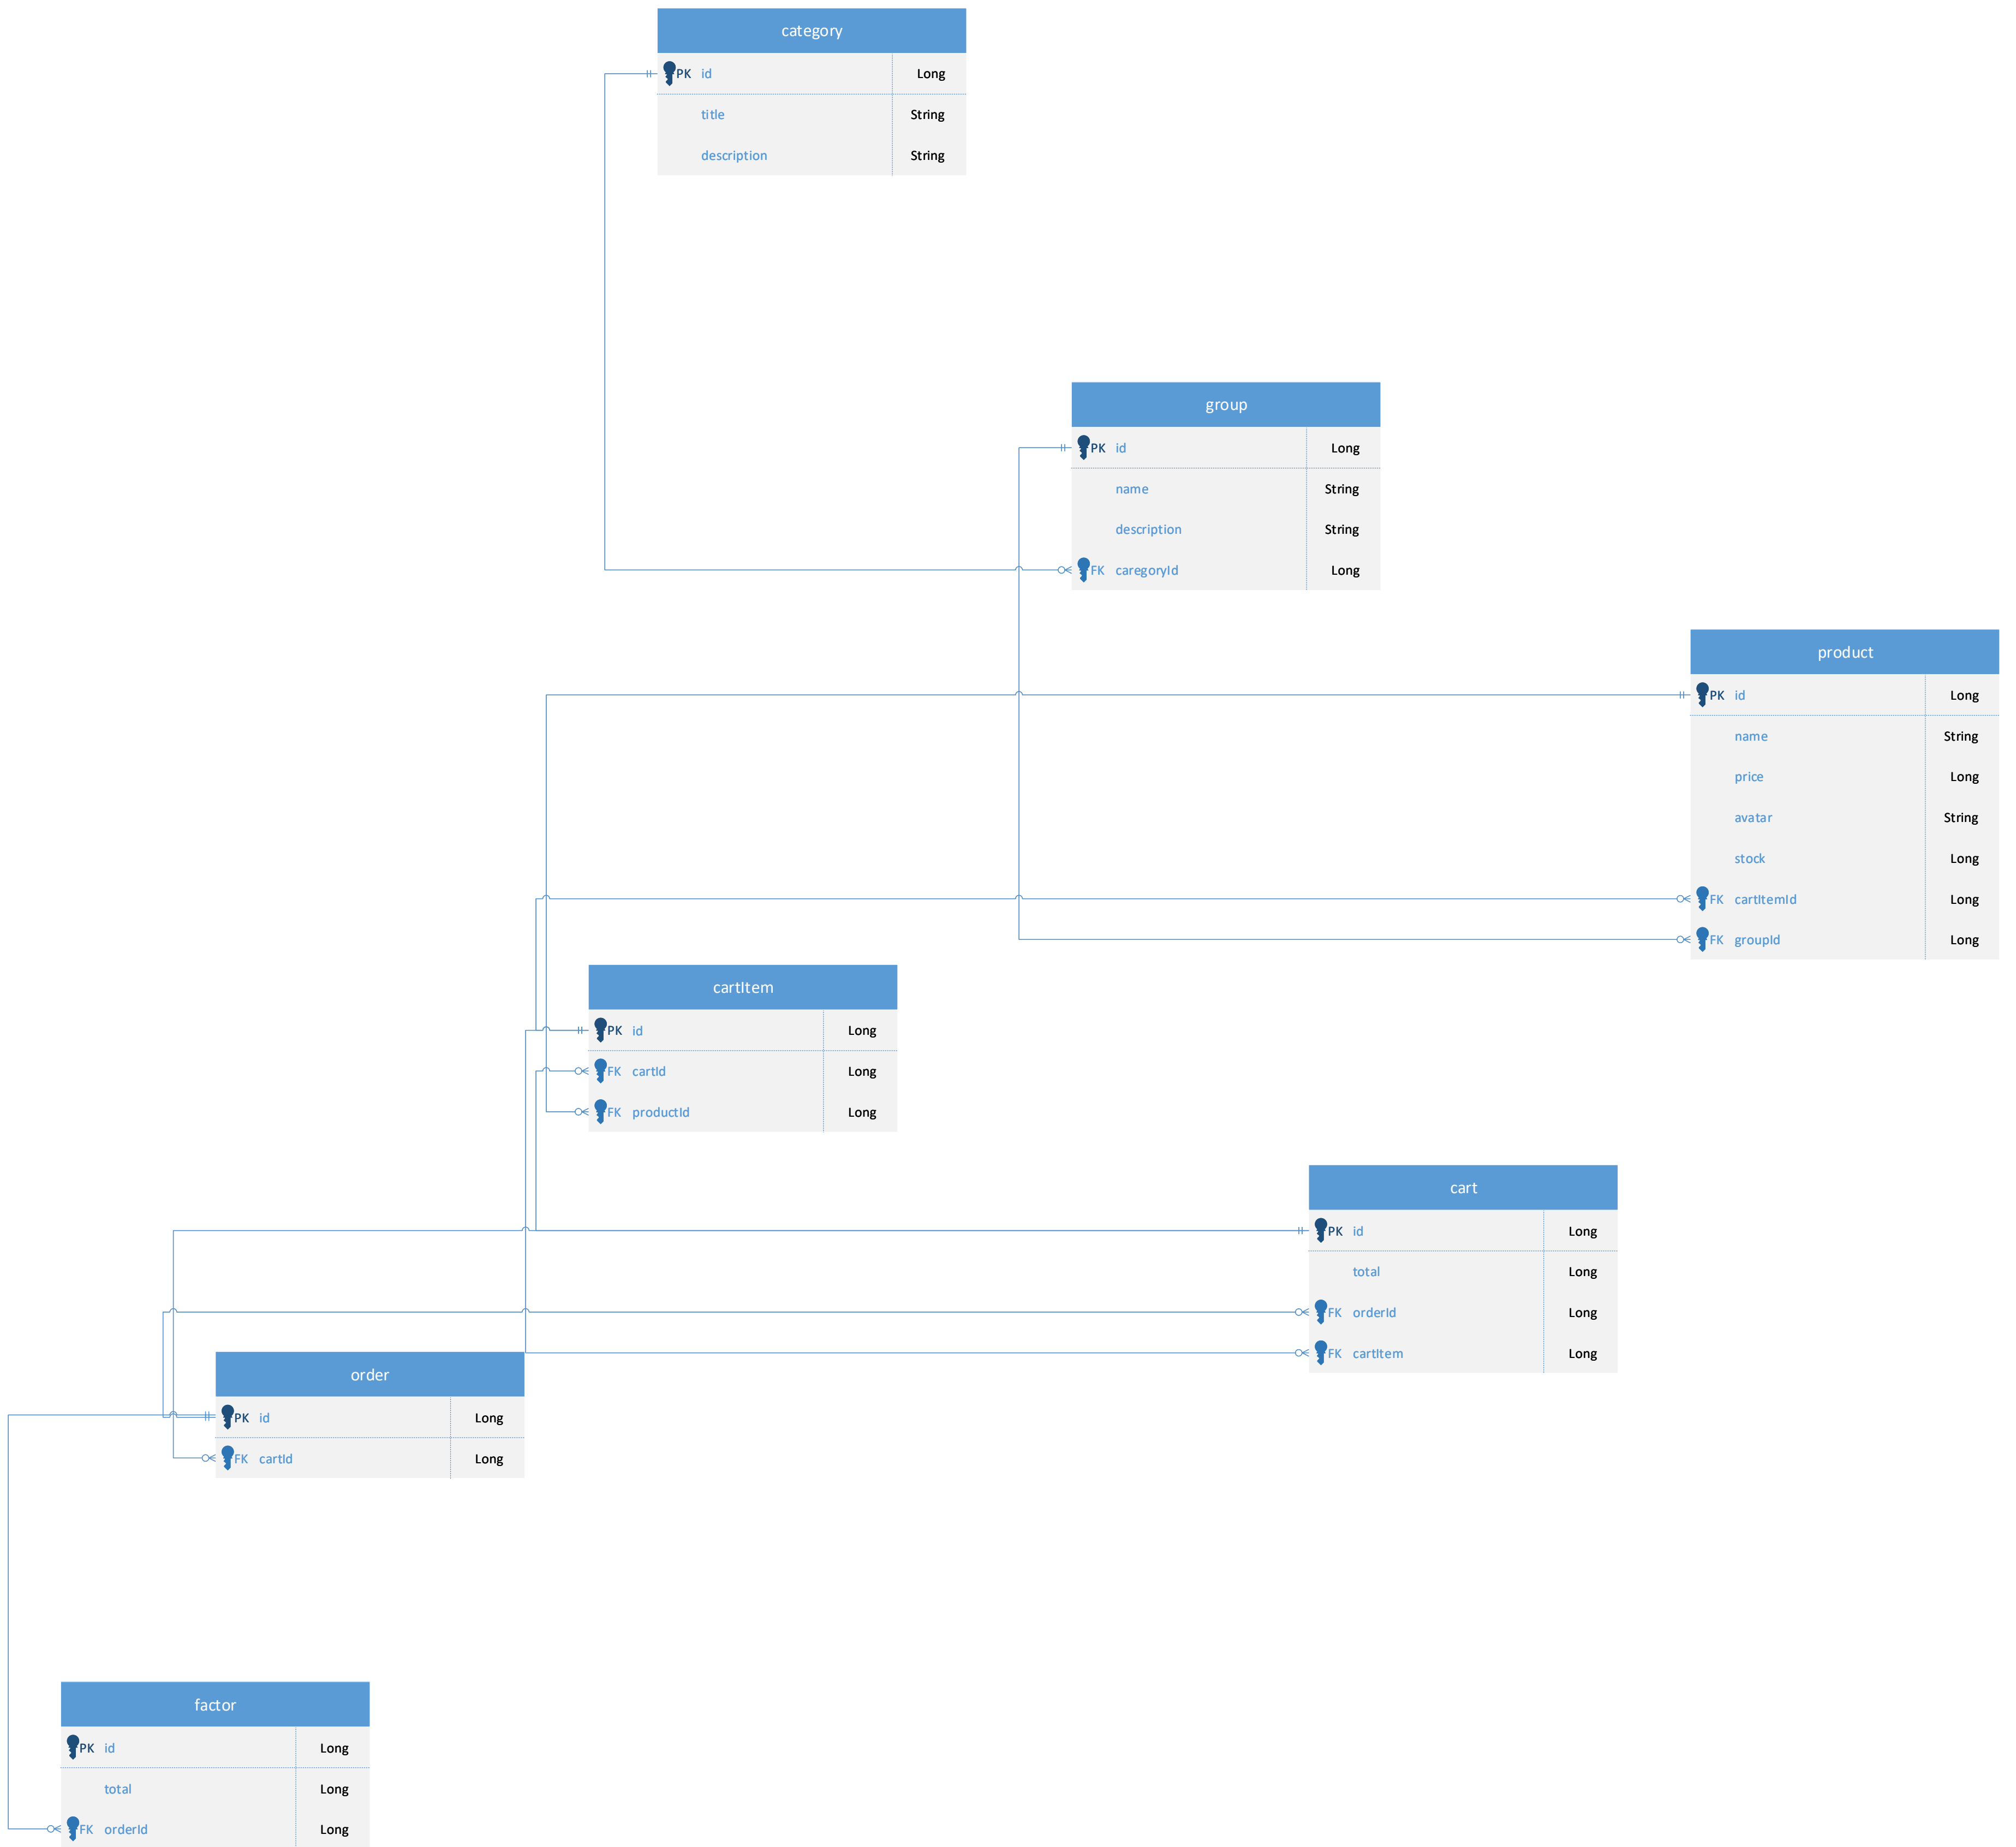 category
PK id Long
title String
description String
group
PK id Long
name String
description String
FK caregoryId Long
product
PK id Long
name String
price Long
avatar String
stock Long
FK cartItemId Long
FK groupId Long
cartItem
PK id Long
FK cartId Long
FK productId Long
cart
PK id Long
total Long
FK orderId Long
FK cartItem Long
order
PK id Long
FK cartId Long
factor
PK id Long
total Long
FK orderId Long